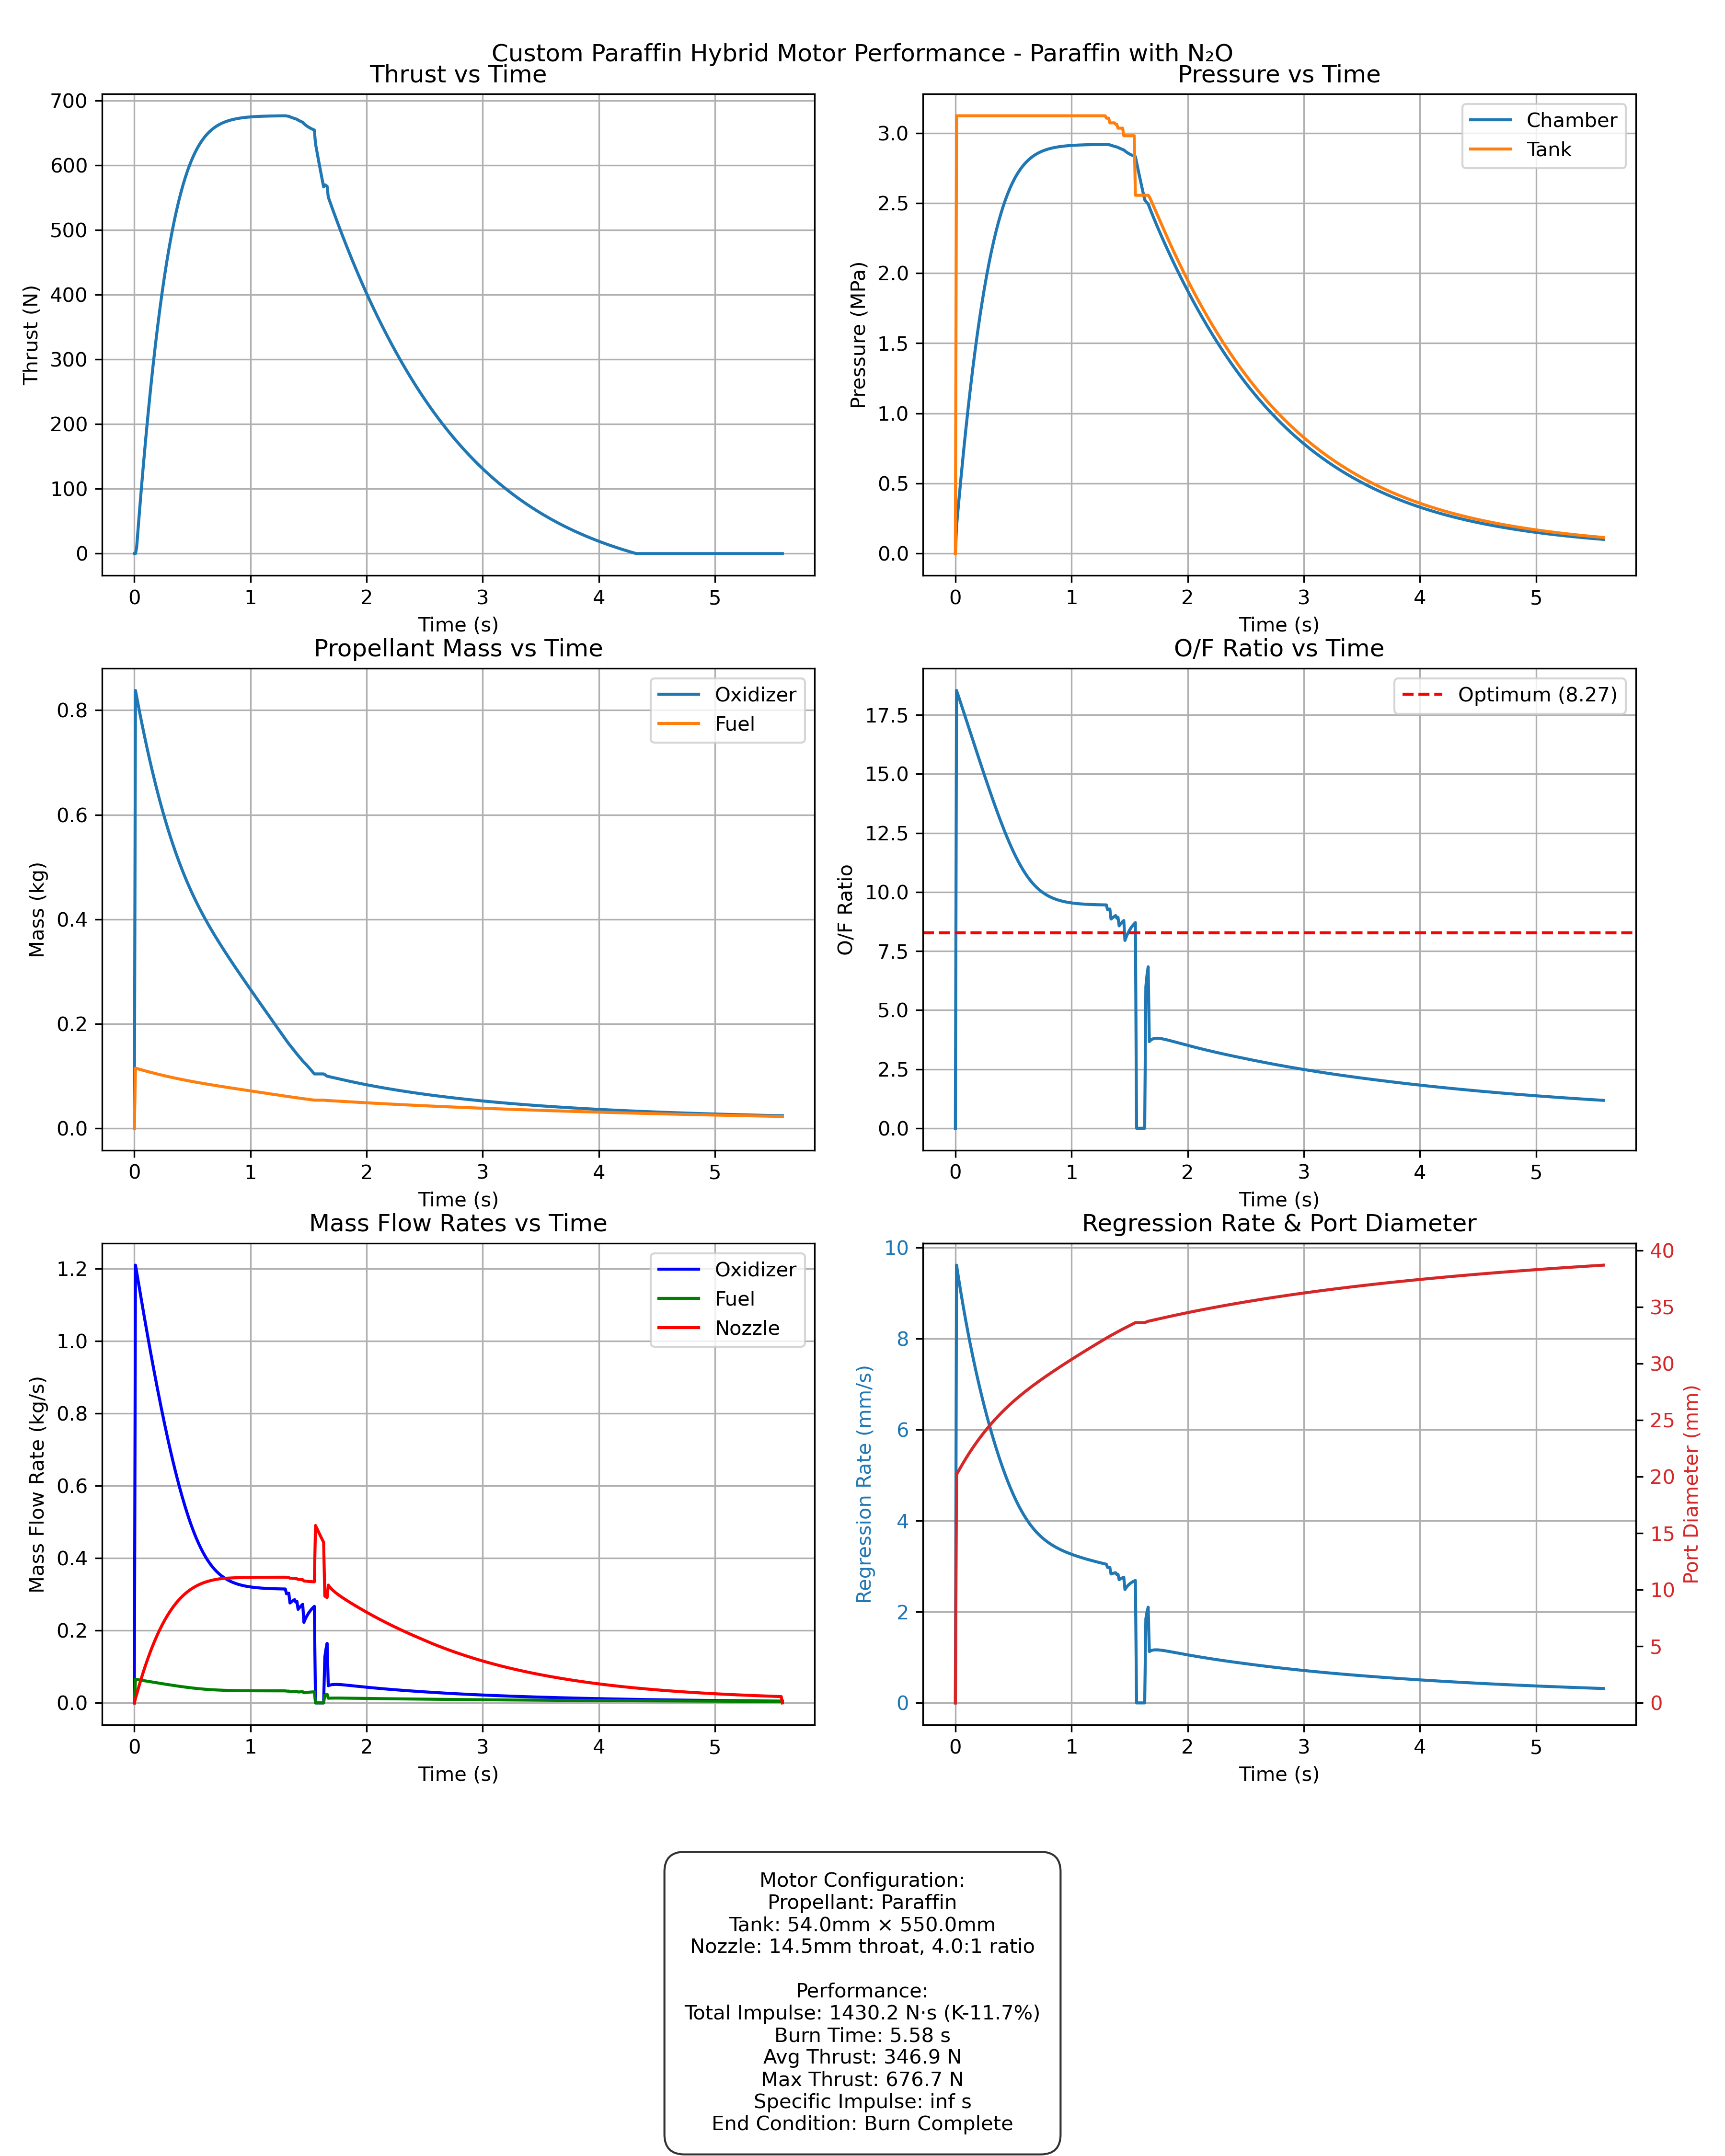 Custom Paraffin Hybrid Motor Performance - Paraffin with N₂O
Thrust vs Time
700
600
500
400
300
200
100
0
Thrust (N)
0 1 2 3 4 5
Time (s)
Pressure vs Time
Chamber
Tank
3.0
2.5
2.0
1.5
1.0
0.5
0.0
Pressure (MPa)
0 1 2 3 4 5
Time (s)
Propellant Mass vs Time
Oxidizer
Fuel
0.8
0.6
0.4
0.2
0.0
Mass (kg)
0 1 2 3 4 5
Time (s)
O/F Ratio vs Time
Optimum (8.27)
17.5
15.0
12.5
10.0
7.5
5.0
2.5
0.0
O/F Ratio
0 1 2 3 4 5
Time (s)
Mass Flow Rates vs Time
Oxidizer
Fuel
Nozzle
1.2
1.0
0.8
0.6
0.4
0.2
0.0
Mass Flow Rate (kg/s)
0 1 2 3 4 5
Time (s)
Regression Rate & Port Diameter
10
8
6
4
2
0
Regression Rate (mm/s)
40
35
30
25
20
15
10
5
0
Port Diameter (mm)
0 1 2 3 4 5
Time (s)
Motor Configuration:
Propellant: Paraffin
Tank: 54.0mm × 550.0mm
Nozzle: 14.5mm throat, 4.0:1 ratio
Performance:
Total Impulse: 1430.2 N·s (K-11.7%)
Burn Time: 5.58 s
Avg Thrust: 346.9 N
Max Thrust: 676.7 N
Specific Impulse: inf s
End Condition: Burn Complete